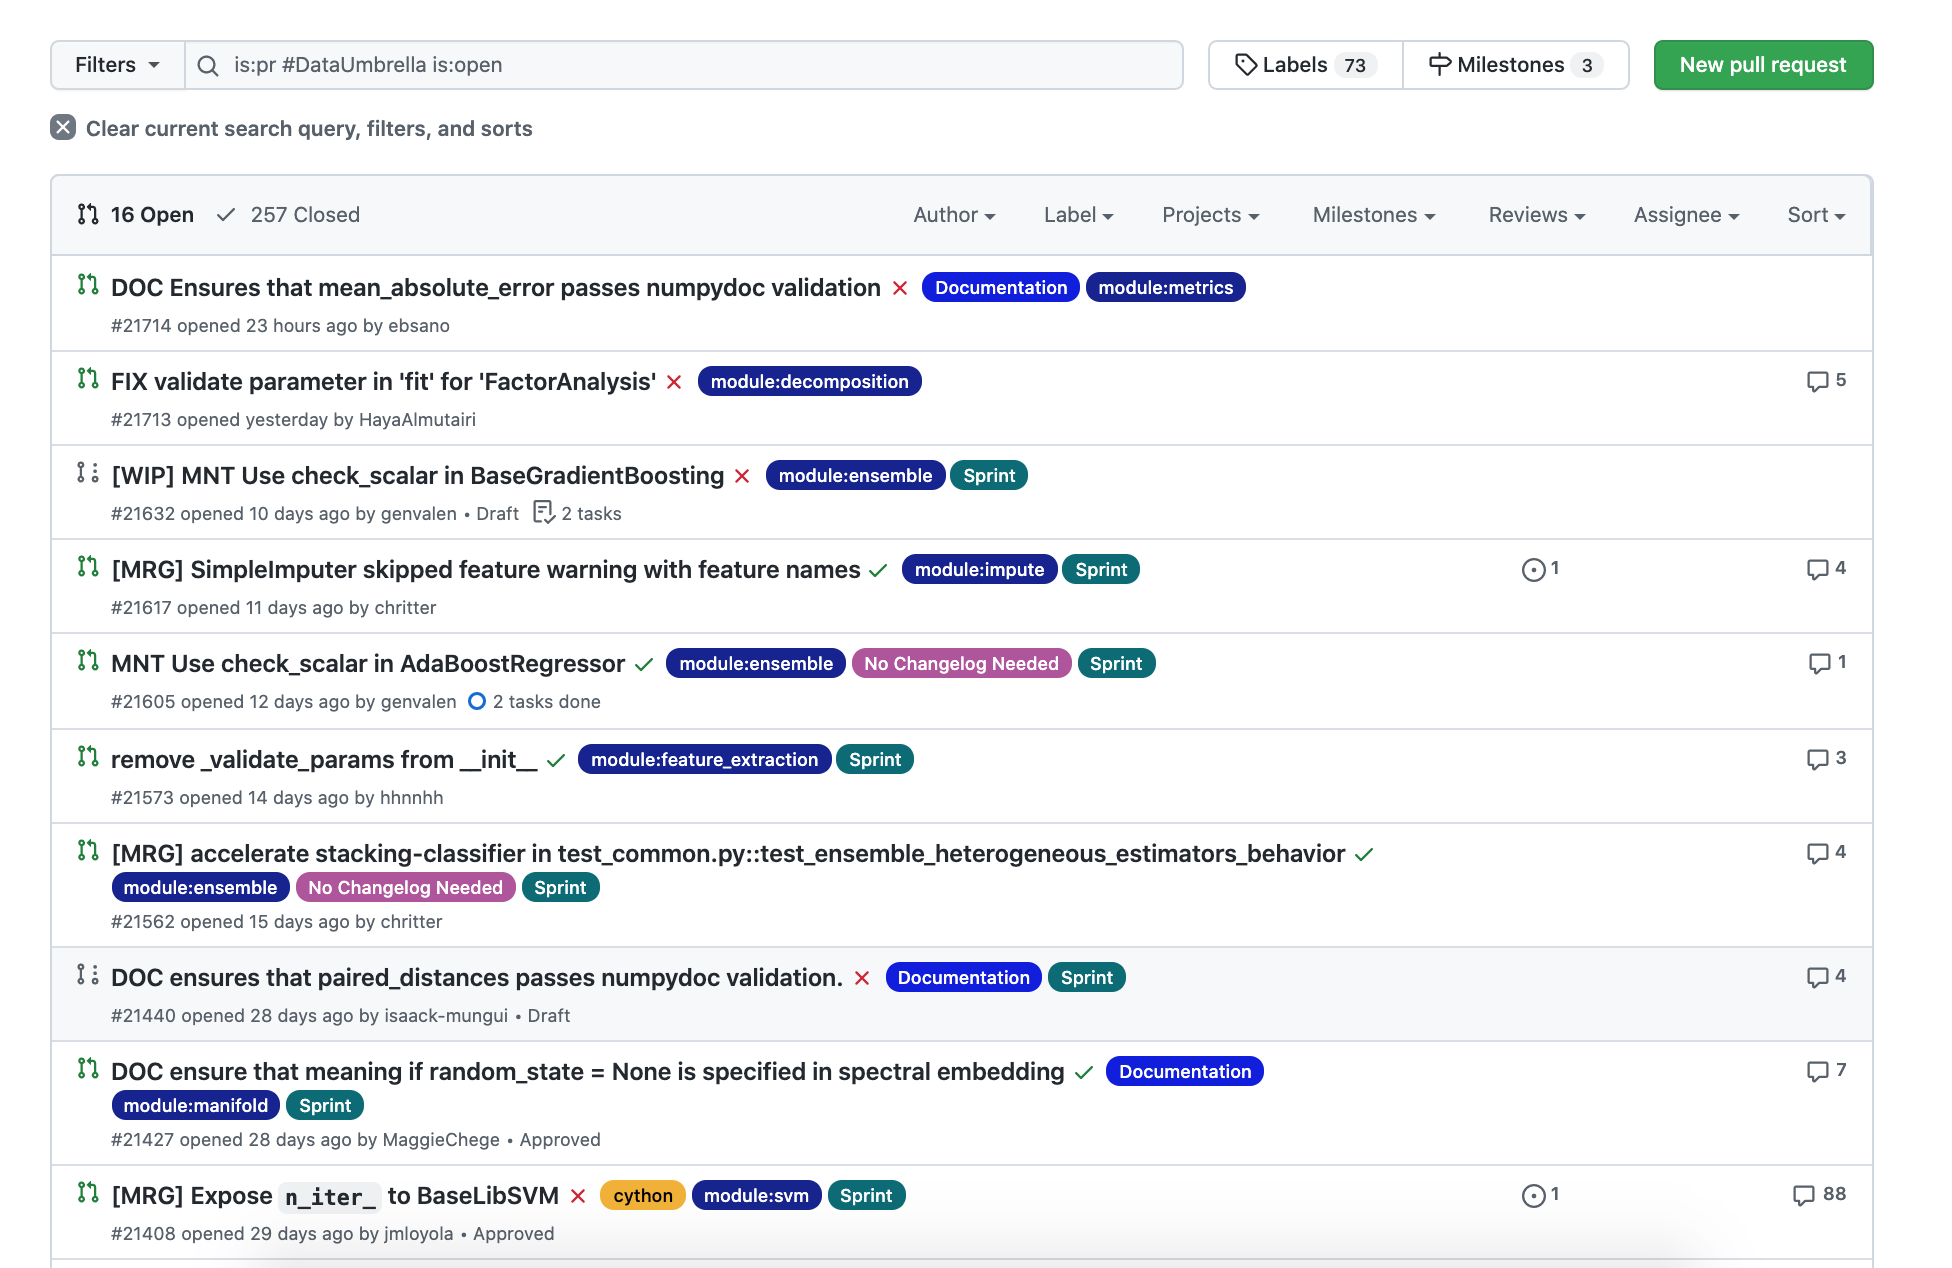 Filters is:pr #DataUmbrella is:open Labels 73 Milestones 3 New pull request
Clear current search query, filters, and sorts
16 Open 257 Closed Author Label Projects Milestones Reviews Assignee Sort
DOC Ensures that mean_absolute_error passes numpydoc validation Documentation module:metrics
#21714 opened 23 hours ago by ebsano
FIX validate parameter in 'fit' for 'FactorAnalysis' module:decomposition 5
#21713 opened yesterday by HayaAlmutairi
[WIP] MNT Use check_scalar in BaseGradientBoosting module:ensemble Sprint
#21632 opened 10 days ago by genvalen • Draft 2 tasks
[MRG] SimpleImputer skipped feature warning with feature names module:impute Sprint 1 4
#21617 opened 11 days ago by chritter
MNT Use check_scalar in AdaBoostRegressor module:ensemble No Changelog Needed Sprint 1
#21605 opened 12 days ago by genvalen 2 tasks done
remove _validate_params from __init__ module:feature_extraction Sprint 3
#21573 opened 14 days ago by hhnnhh
[MRG] accelerate stacking-classifier in test_common.py::test_ensemble_heterogeneous_estimators_behavior 4
module:ensemble No Changelog Needed Sprint
#21562 opened 15 days ago by chritter
DOC ensures that paired_distances passes numpydoc validation. Documentation Sprint 4
#21440 opened 28 days ago by isaack-mungui • Draft
DOC ensure that meaning if random_state = None is specified in spectral embedding Documentation 7
module:manifold Sprint
#21427 opened 28 days ago by MaggieChege • Approved
[MRG] Expose n_iter_ to BaseLibSVM cython module:svm Sprint 1 88
#21408 opened 29 days ago by jmloyola • Approved